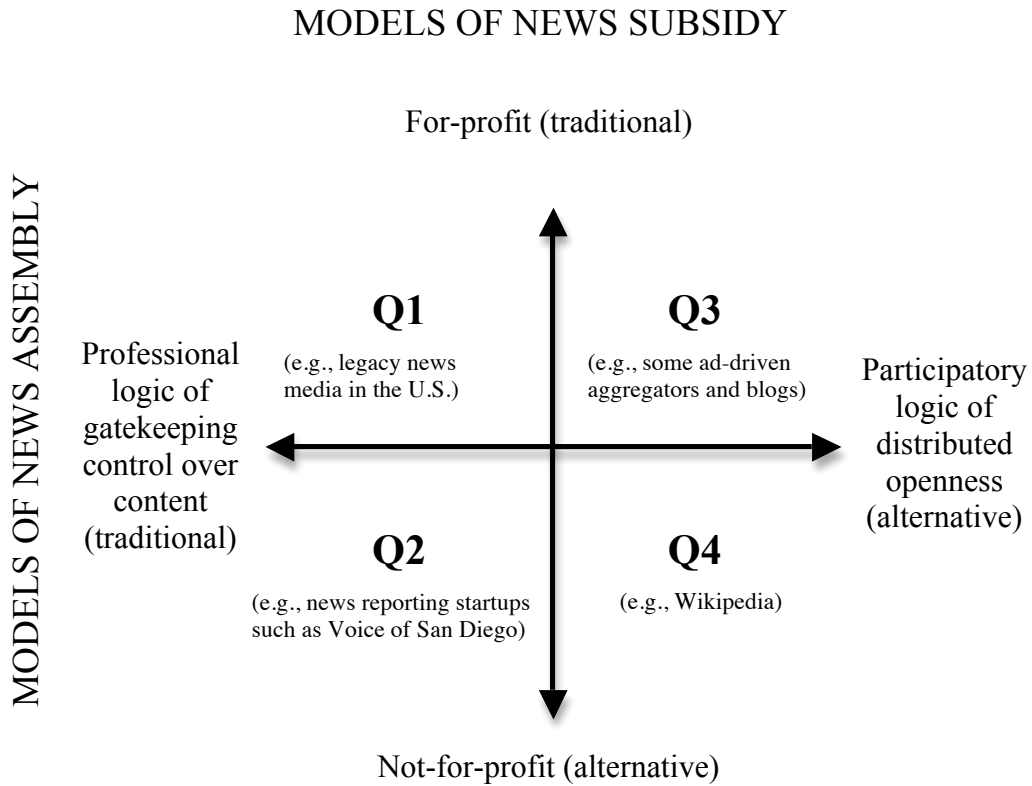 MODELS OF NEWS SUBSIDY
For-profit (traditional)
MODELS OF NEWS ASSEMBLY
Professional
logic of
gatekeeping
control over
content
(traditional)
Q1
(e.g., legacy news
media in the U.S.)
Q3
(e.g., some ad-driven
aggregators and blogs)
Participatory
logic of
distributed
openness
(alternative)
Q2
(e.g., news reporting startups
such as Voice of San Diego)
Q4
(e.g., Wikipedia)
Not-for-profit (alternative)